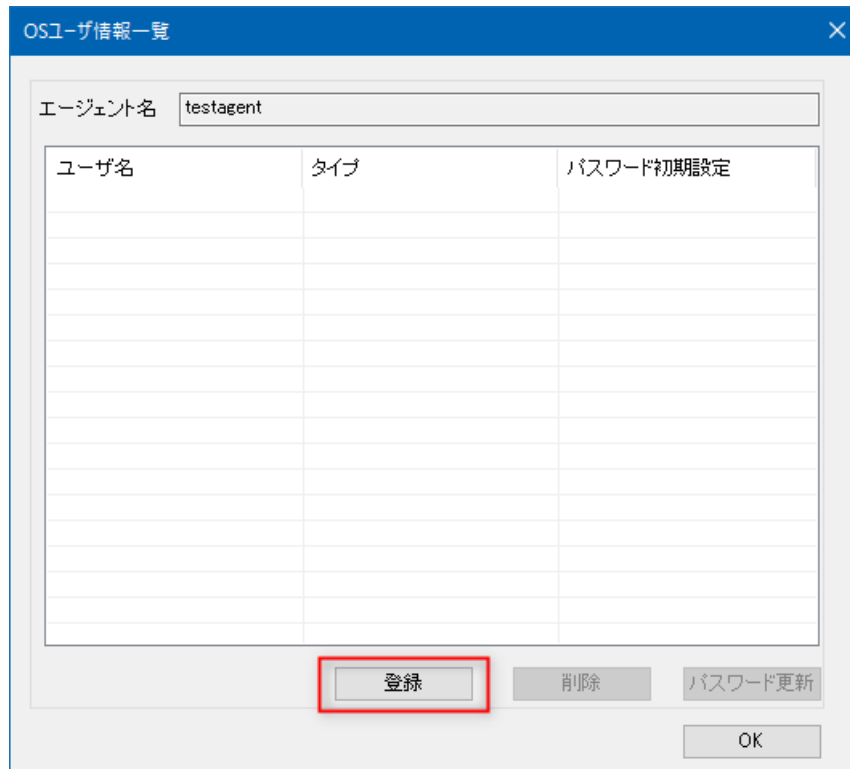 OSユーザ情報一覧
エージェント名 testagent
ユーザ名 タイプ パスワード初期設定
登録 削除 パスワード更新
OK